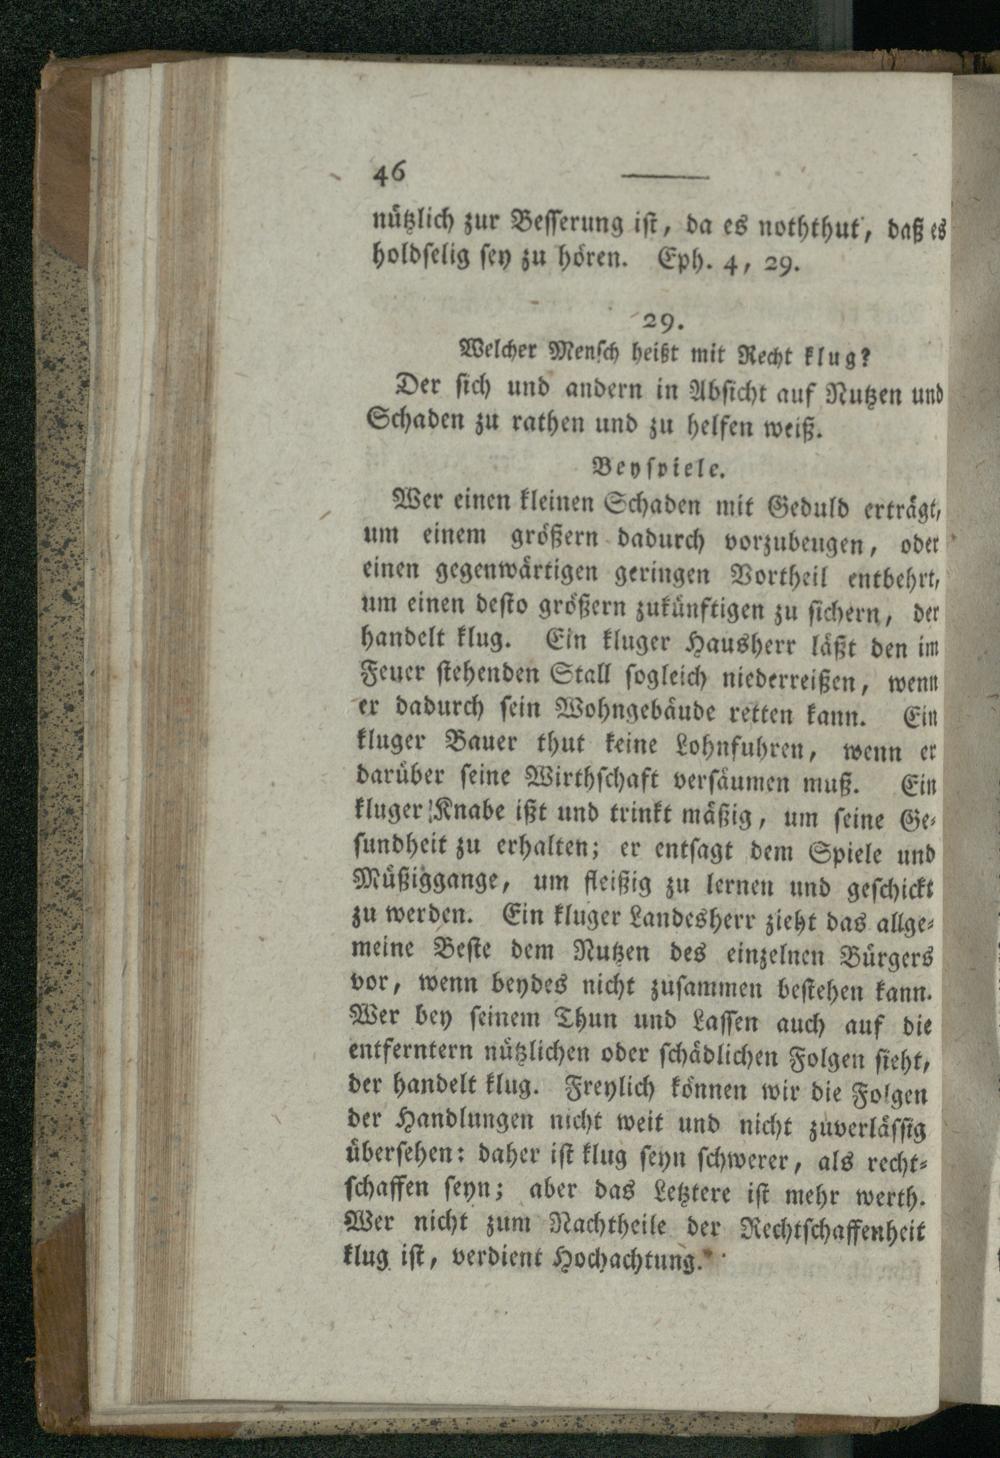 46
nützlich zur Besserung ist, da es noththut, daß es
holdselig sey zu hören. Eph. 4, 29.
29.
Welcher Mensch heißt mit Recht klug?
Der sich und andern in Absicht auf Nutzen und
Schaden zu rathen und zu helfen weiß.
Beyspiele.
Wer einen kleinen Schaden mit Geduld erträgt,
um einem größern dadurch vorzubeugen, oder
einen gegenwärtigen geringen Vortheil entbehrt,
um einen desto größern zukünftigen zu sichern, der
handelt klug. Ein kluger Hausherr läßt den im
Feuer stehenden Stall sogleich niederreißen, wenn
er dadurch sein Wohngebäude retten kann. Ein
kluger Bauer thut keine Lohnfuhren, wenn er
darüber seine Wirthschaft versäumen muß. Ein
kluger Knabe ißt und trinkt mäßig, um seine Ge-
sundheit zu erhalten; er entsagt dem Spiele und
Müßiggange, um fleißig zu lernen und geschickt
zu werden. Ein kluger Landesherr zieht das allge-
meine Beste dem Nutzen des einzelnen Bürgers
vor, wenn beydes nicht zusammen bestehen kann.
Wer bey seinem Thun und Lassen auch auf die
entferntern nützlichen oder schädlichen Folgen sieht,
der handelt klug. Freylich können wir die Folgen
der Handlungen nicht weit und nicht zuverlässig
übersehen: daher ist klug seyn schwerer, als recht-
schaffen seyn; aber das Letztere ist mehr werth.
Wer nicht zum Nachtheile der Rechtschaffenheit
klug ist, verdient Hochachtung.